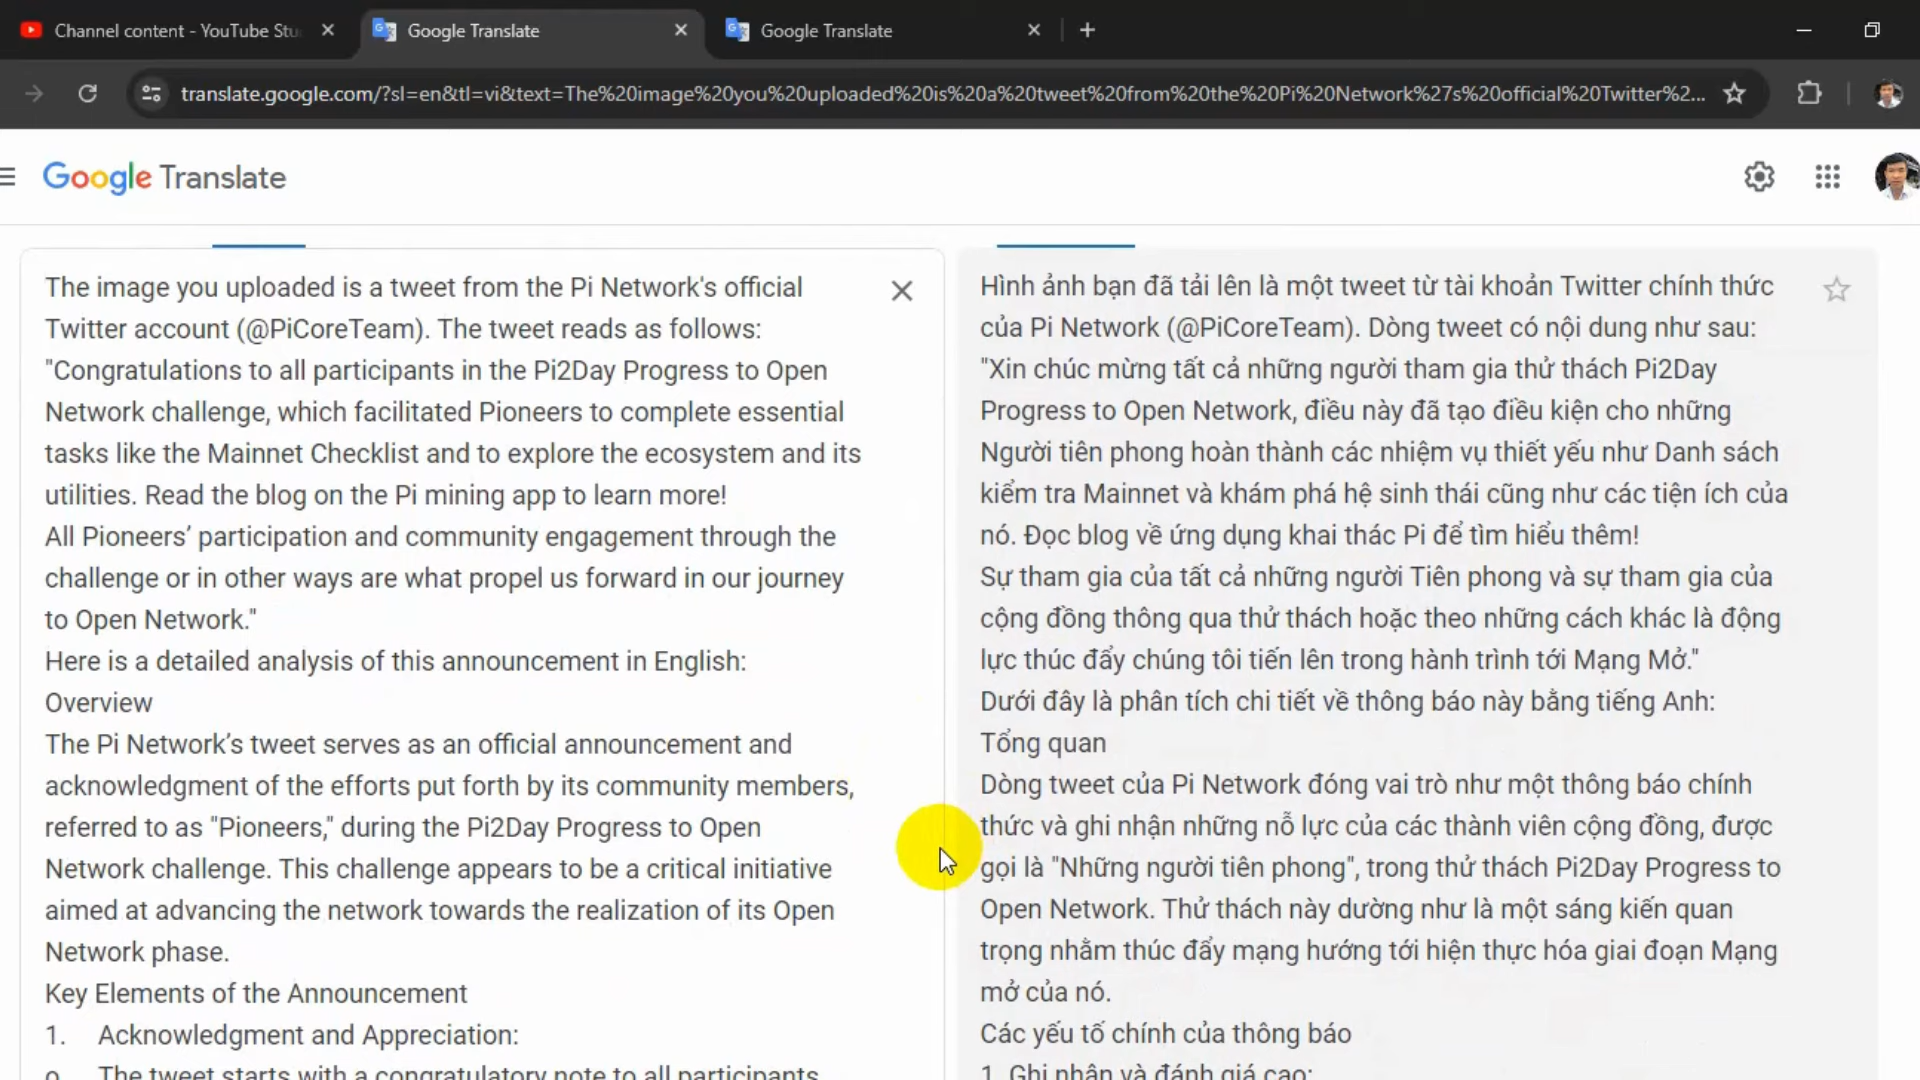 Channel content - YouTube Stu
Google Translate
Google Translate
translate.google.com/?sl=en&tl=vi&text=The%20image%20you%20uploaded%20is%20a%20tweet%20from%20the%20Pi%20Network%27s%20official%20Twitter%2...
Google Translate
The image you uploaded is a tweet from the Pi Network's official
Twitter account (@PiCoreTeam). The tweet reads as follows:
"Congratulations to all participants in the Pi2Day Progress to Open
Network challenge, which facilitated Pioneers to complete essential
tasks like the Mainnet Checklist and to explore the ecosystem and its
utilities. Read the blog on the Pi mining app to learn more!
All Pioneers’ participation and community engagement through the
challenge or in other ways are what propel us forward in our journey
to Open Network."
Here is a detailed analysis of this announcement in English:
Overview
The Pi Network’s tweet serves as an official announcement and
acknowledgment of the efforts put forth by its community members,
referred to as "Pioneers," during the Pi2Day Progress to Open
Network challenge. This challenge appears to be a critical initiative
aimed at advancing the network towards the realization of its Open
Network phase.
Key Elements of the Announcement
1. Acknowledgment and Appreciation:
o The tweet starts with a congratulatory note to all participants
Hình ảnh bạn đã tải lên là một tweet từ tài khoản Twitter chính thức
của Pi Network (@PiCoreTeam). Dòng tweet có nội dung như sau:
"Xin chúc mừng tất cả những người tham gia thử thách Pi2Day
Progress to Open Network, điều này đã tạo điều kiện cho những
Người tiên phong hoàn thành các nhiệm vụ thiết yếu như Danh sách
kiểm tra Mainnet và khám phá hệ sinh thái cũng như các tiện ích của
nó. Đọc blog về ứng dụng khai thác Pi để tìm hiểu thêm!
Sự tham gia của tất cả những người Tiên phong và sự tham gia của
cộng đồng thông qua thử thách hoặc theo những cách khác là động
lực thúc đẩy chúng tôi tiến lên trong hành trình tới Mạng Mở."
Dưới đây là phân tích chi tiết về thông báo này bằng tiếng Anh:
Tổng quan
Dòng tweet của Pi Network đóng vai trò như một thông báo chính
thức và ghi nhận những nỗ lực của các thành viên cộng đồng, được
gọi là "Những người tiên phong", trong thử thách Pi2Day Progress to
Open Network. Thử thách này dường như là một sáng kiến quan
trọng nhằm thúc đẩy mạng hướng tới hiện thực hóa giai đoạn Mạng
mở của nó.
Các yếu tố chính của thông báo
1. Ghi nhận và đánh giá cao: